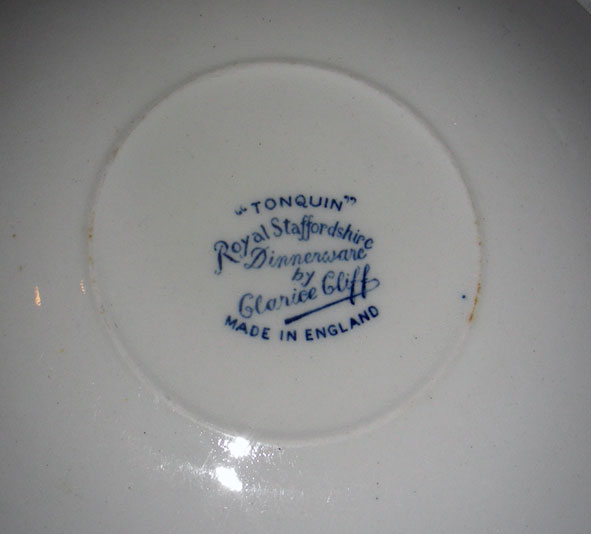 "TONQUIN"
Royal Staffordshire
Dinnerware
by
Clarice Cliff
MADE IN ENGLAND